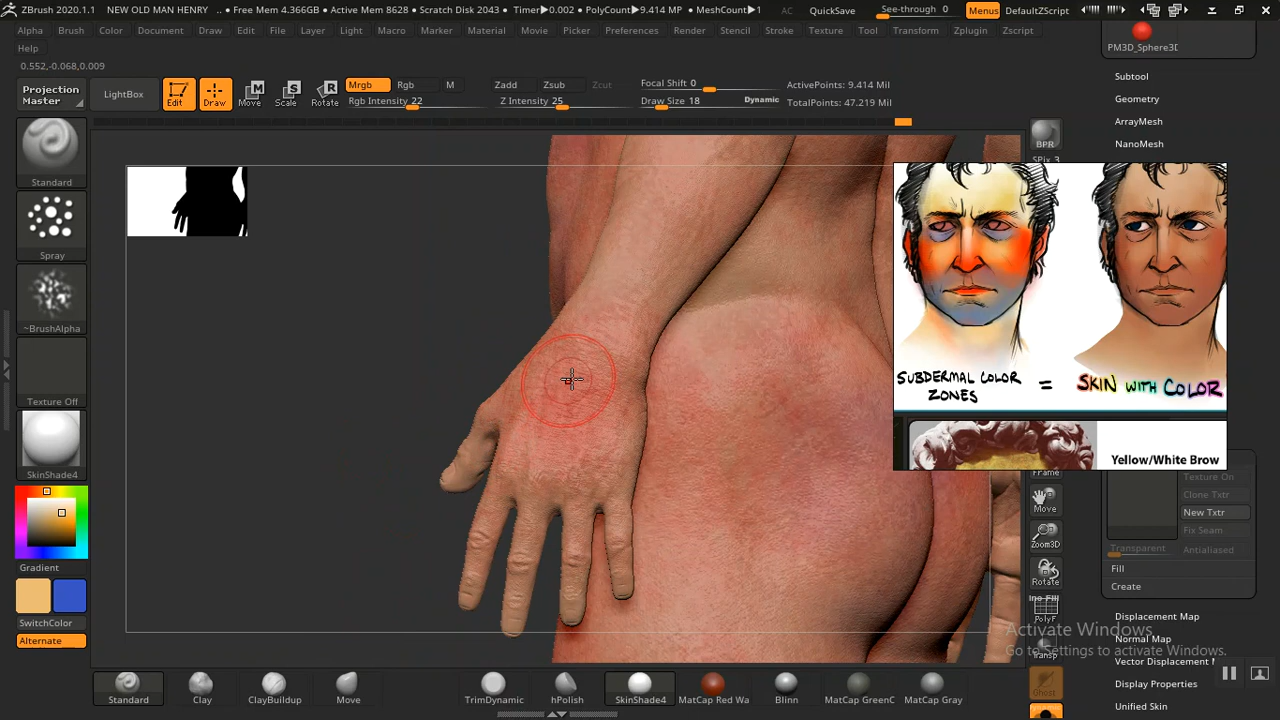 ZBrush 2020.1.1 NEW OLD MAN HENRY .. • Free Mem 4.366GB • Active Mem 8628 • Scratch Disk 2043 • Timer▶0.002 • PolyCount▶9.414 MP • MeshCount▶1 AC QuickSave See-through 0 Menus DefaultZScript
Alpha Brush Color Document Draw Edit File Layer Light Macro Marker Material Movie Picker Preferences Render Stencil Stroke Texture Tool Transform Zplugin Zscript
Help
0.552,-0.068,0.009
PM3D_Sphere3D
Projection Master
LightBox
Edit Draw Move Scale Rotate
Mrgb Rgb M
Rgb Intensity 22
Zadd Zsub Zcut
Z Intensity 25
Focal Shift 0
Draw Size 18 Dynamic
ActivePoints: 9.414 Mil
TotalPoints: 47.219 Mil
Subtool
Geometry
ArrayMesh
NanoMesh
BPR
SPix 3
Standard
Spray
~BrushAlpha
Texture Off
SkinShade4
Gradient
SwitchColor
Alternate
SUBDERMAL COLOR
ZONES
=
SKIN WITH COLOR
Yellow/White Brow
Frame
Move
Zoom3D
Rotate
PolyF
Transp
Ghost
Texture On
Clone Txtr
New Txtr
Fix Seam
Transparent Antialiased
Fill
Create
Displacement Map
Normal Map
Display Properties
Unified Skin
Activate Windows
Go to Settings to activate Windows.
Standard Clay ClayBuildup Move TrimDynamic hPolish SkinShade4 MatCap Red Wa Blinn MatCap GreenC MatCap Gray